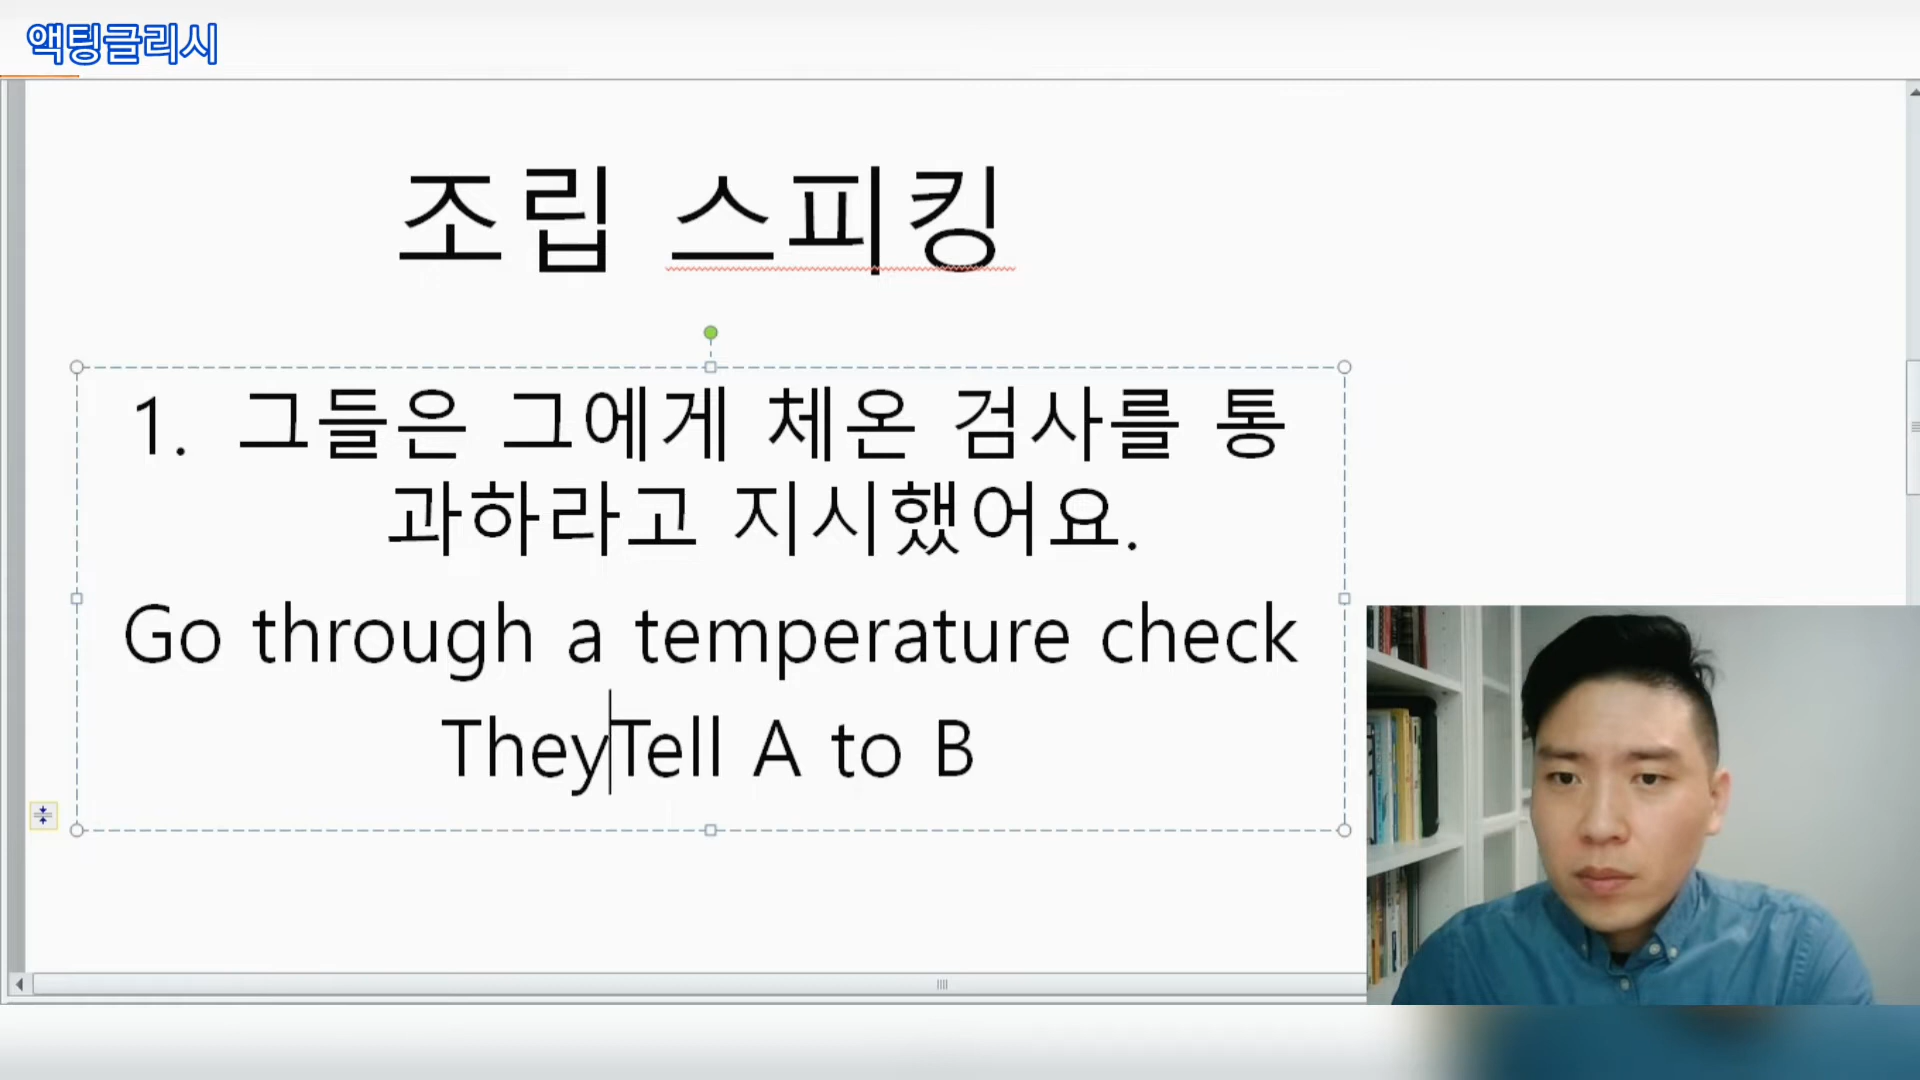 액팅글리시
조립 스피킹
1. 그들은 그에게 체온 검사를 통
과하라고 지시했어요.
Go through a temperature check
TheyTell A to B